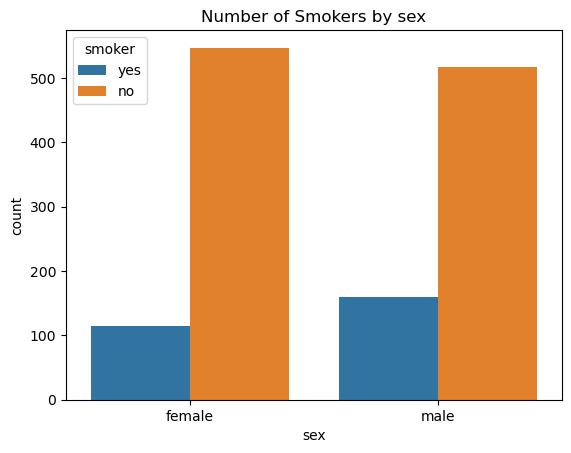 Number of Smokers by sex
smoker
yes
no
500
400
300
200
100
0
count
female
male
sex